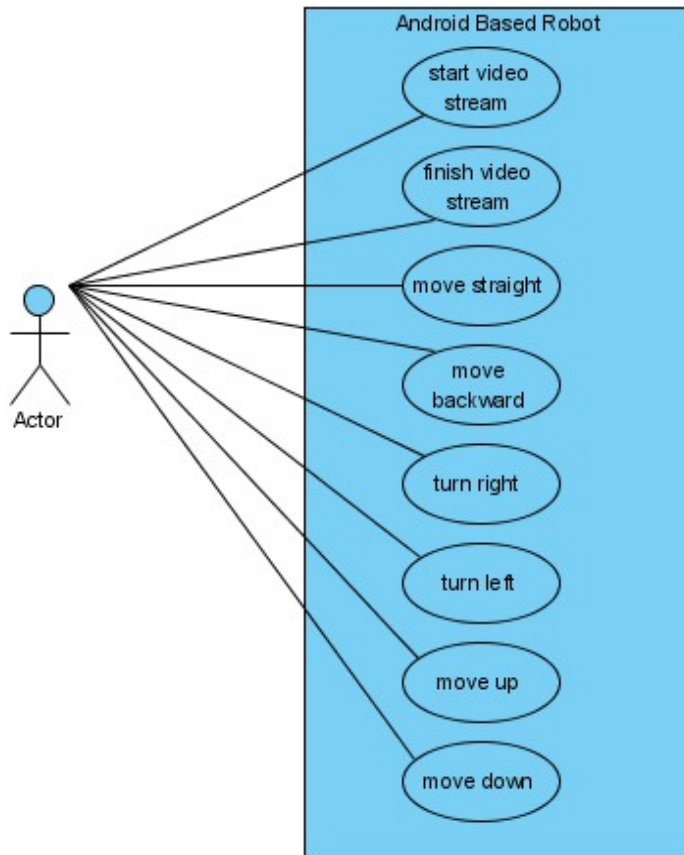 Android Based Robot
start video
stream
finish video
stream
move straight
Actor
move
backward
turn right
turn left
move up
move down